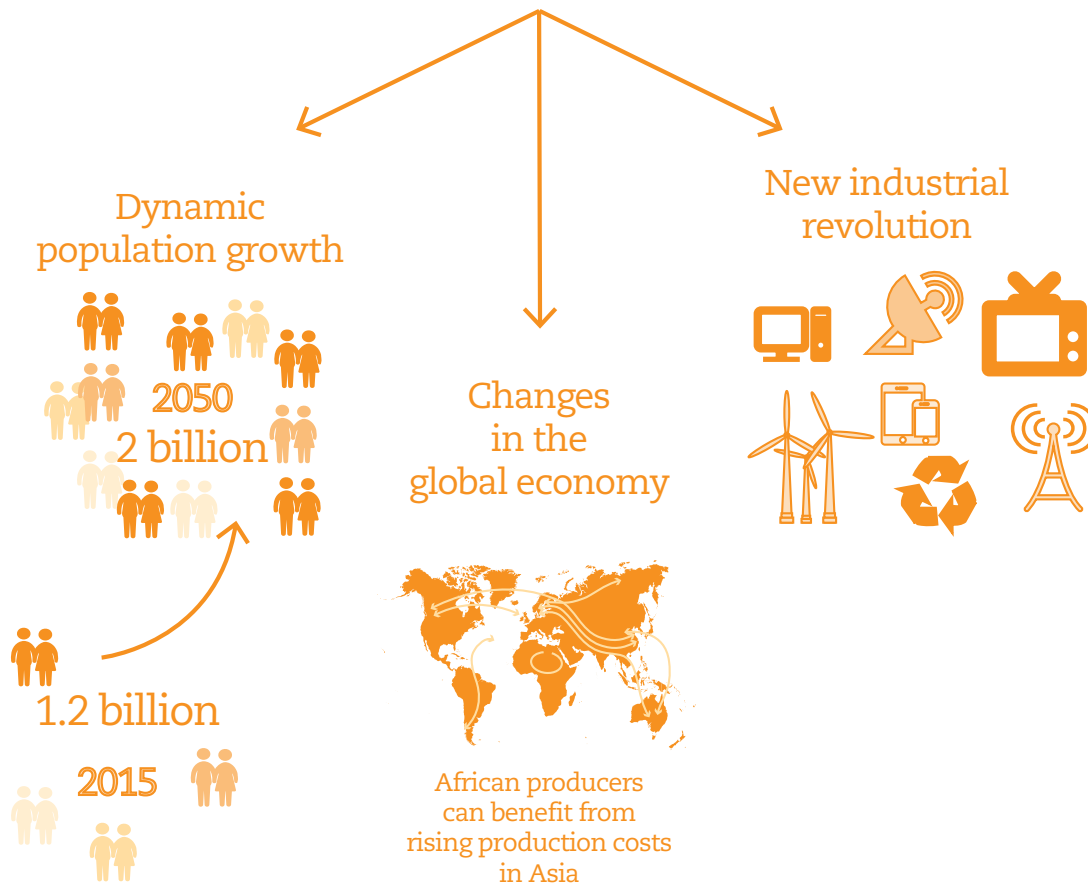 Dynamic
population growth
2050
2 billion
1.2 billion
2015
Changes
in the
global economy
African producers
can benefit from
rising production costs
in Asia
New industrial
revolution